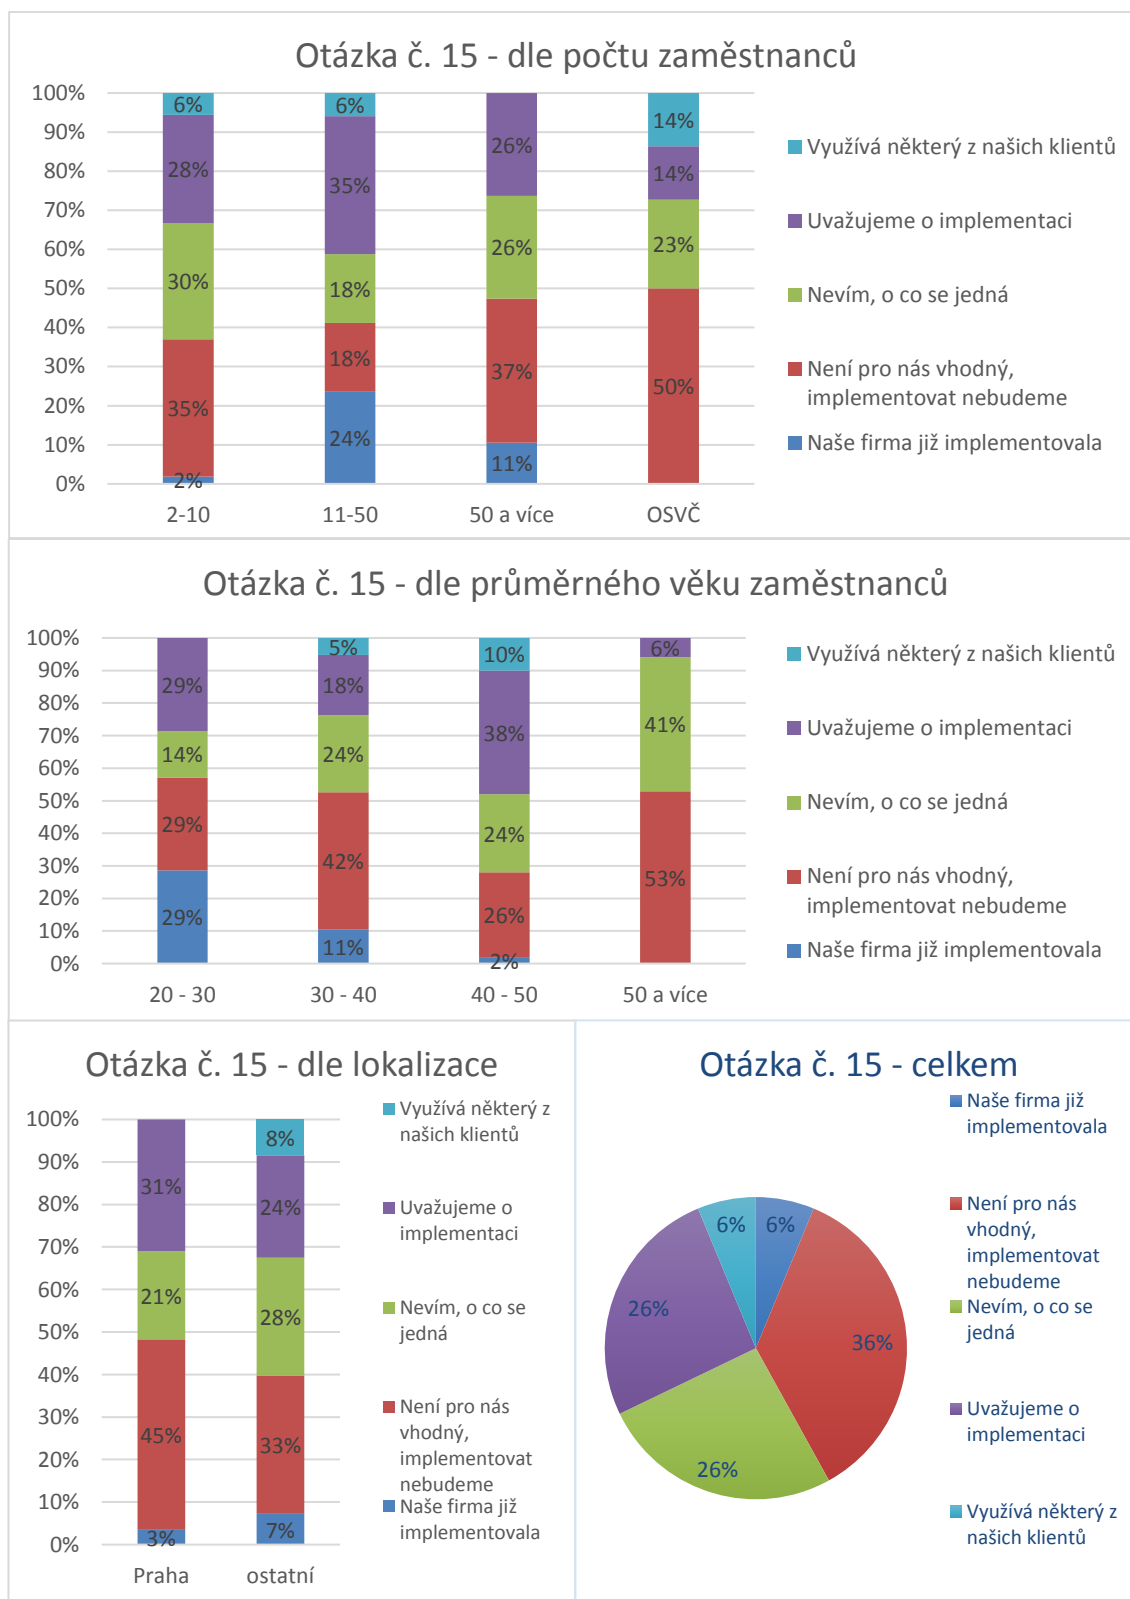 Otázka č. 15 - dle počtu zaměstnanců
100%
90%
80%
70%
60%
50%
40%
30%
20%
10%
0%
6%
28%
30%
35%
2%
6%
35%
18%
18%
24%
26%
26%
37%
11%
14%
14%
23%
50%
2-10
11-50
50 a více
OSVČ
Využívá některý z našich klientů
Uvažujeme o implementaci
Nevím, o co se jedná
Není pro nás vhodný,
implementovat nebudeme
Naše firma již implementovala
Otázka č. 15 - dle průměrného věku zaměstnanců
100%
90%
80%
70%
60%
50%
40%
30%
20%
10%
0%
29%
14%
29%
29%
5%
18%
24%
42%
11%
10%
38%
24%
26%
2%
6%
41%
53%
20 - 30
30 - 40
40 - 50
50 a více
Využívá některý z našich klientů
Uvažujeme o implementaci
Nevím, o co se jedná
Není pro nás vhodný,
implementovat nebudeme
Naše firma již implementovala
Otázka č. 15 - dle lokalizace
100%
90%
80%
70%
60%
50%
40%
30%
20%
10%
0%
31%
21%
45%
3%
8%
24%
28%
33%
7%
Praha
ostatní
Využívá některý z
našich klientů
Uvažujeme o
implementaci
Nevím, o co se
jedná
Není pro nás
vhodný,
implementovat
nebudeme
Naše firma již
implementovala
Otázka č. 15 - celkem
6%
36%
26%
26%
6%
Naše firma již
implementovala
Není pro nás
vhodný,
implementovat
nebudeme
Nevím, o co se
jedná
Uvažujeme o
implementaci
Využívá některý z
našich klientů